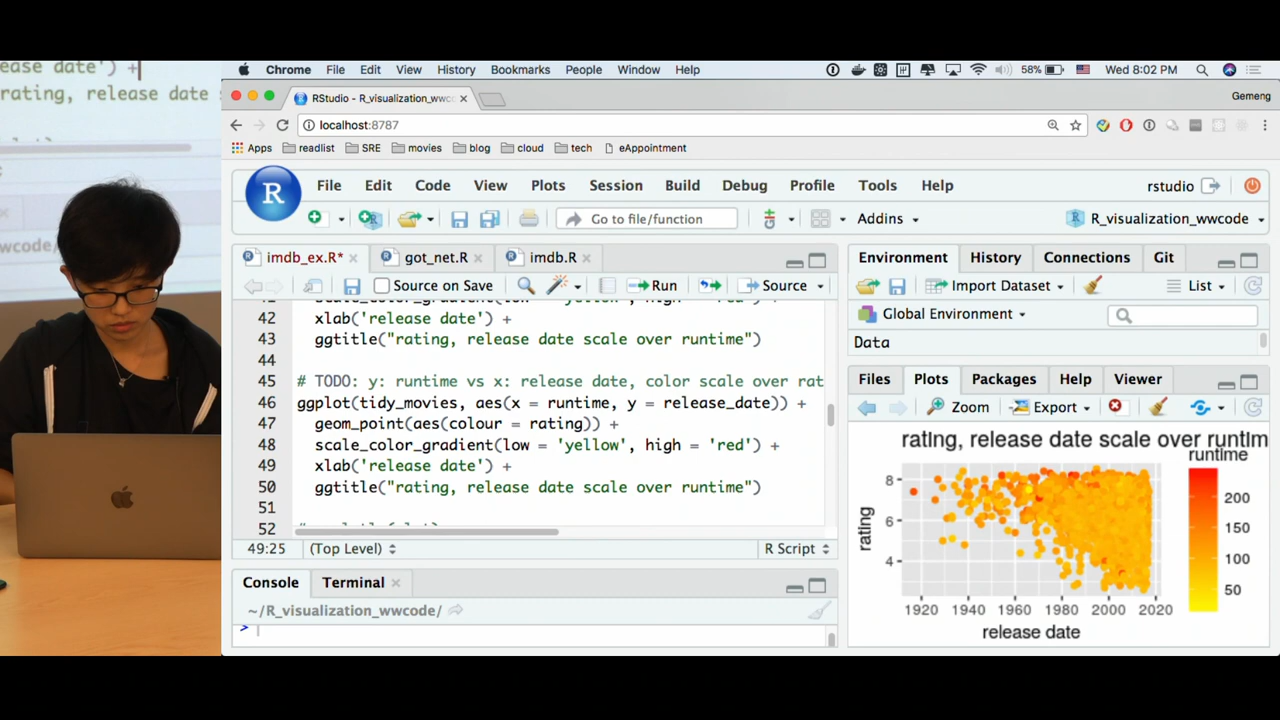 ease date') +
rating, release date s
wcode/
Chrome File Edit View History Bookmarks People Window Help 58% Wed 8:02 PM
RStudio - R_visualization_wwcc
Gemeng
localhost:8787
Apps readlist SRE movies blog cloud tech eAppointment
R File Edit Code View Plots Session Build Debug Profile Tools Help rstudio
Go to file/function Addins R_visualization_wwcode
imdb_ex.R* got_net.R imdb.R
Source on Save Run Source
42 xlab('release date') +
43 ggtitle("rating, release date scale over runtime")
44
45 # TODO: y: runtime vs x: release date, color scale over rat
46 ggplot(tidy_movies, aes(x = runtime, y = release_date)) +
47 geom_point(aes(colour = rating)) +
48 scale_color_gradient(low = 'yellow', high = 'red') +
49 xlab('release date') +
50 ggtitle("rating, release date scale over runtime")
51
52
49:25 (Top Level) R Script
Console Terminal
~/R_visualization_wwcode/
>
Environment History Connections Git
Import Dataset List
Global Environment
Data
Files Plots Packages Help Viewer
Zoom Export
rating, release date scale over runtim
runtime
200
150
100
50
rating
8
6
4
1920 1940 1960 1980 2000 2020
release date